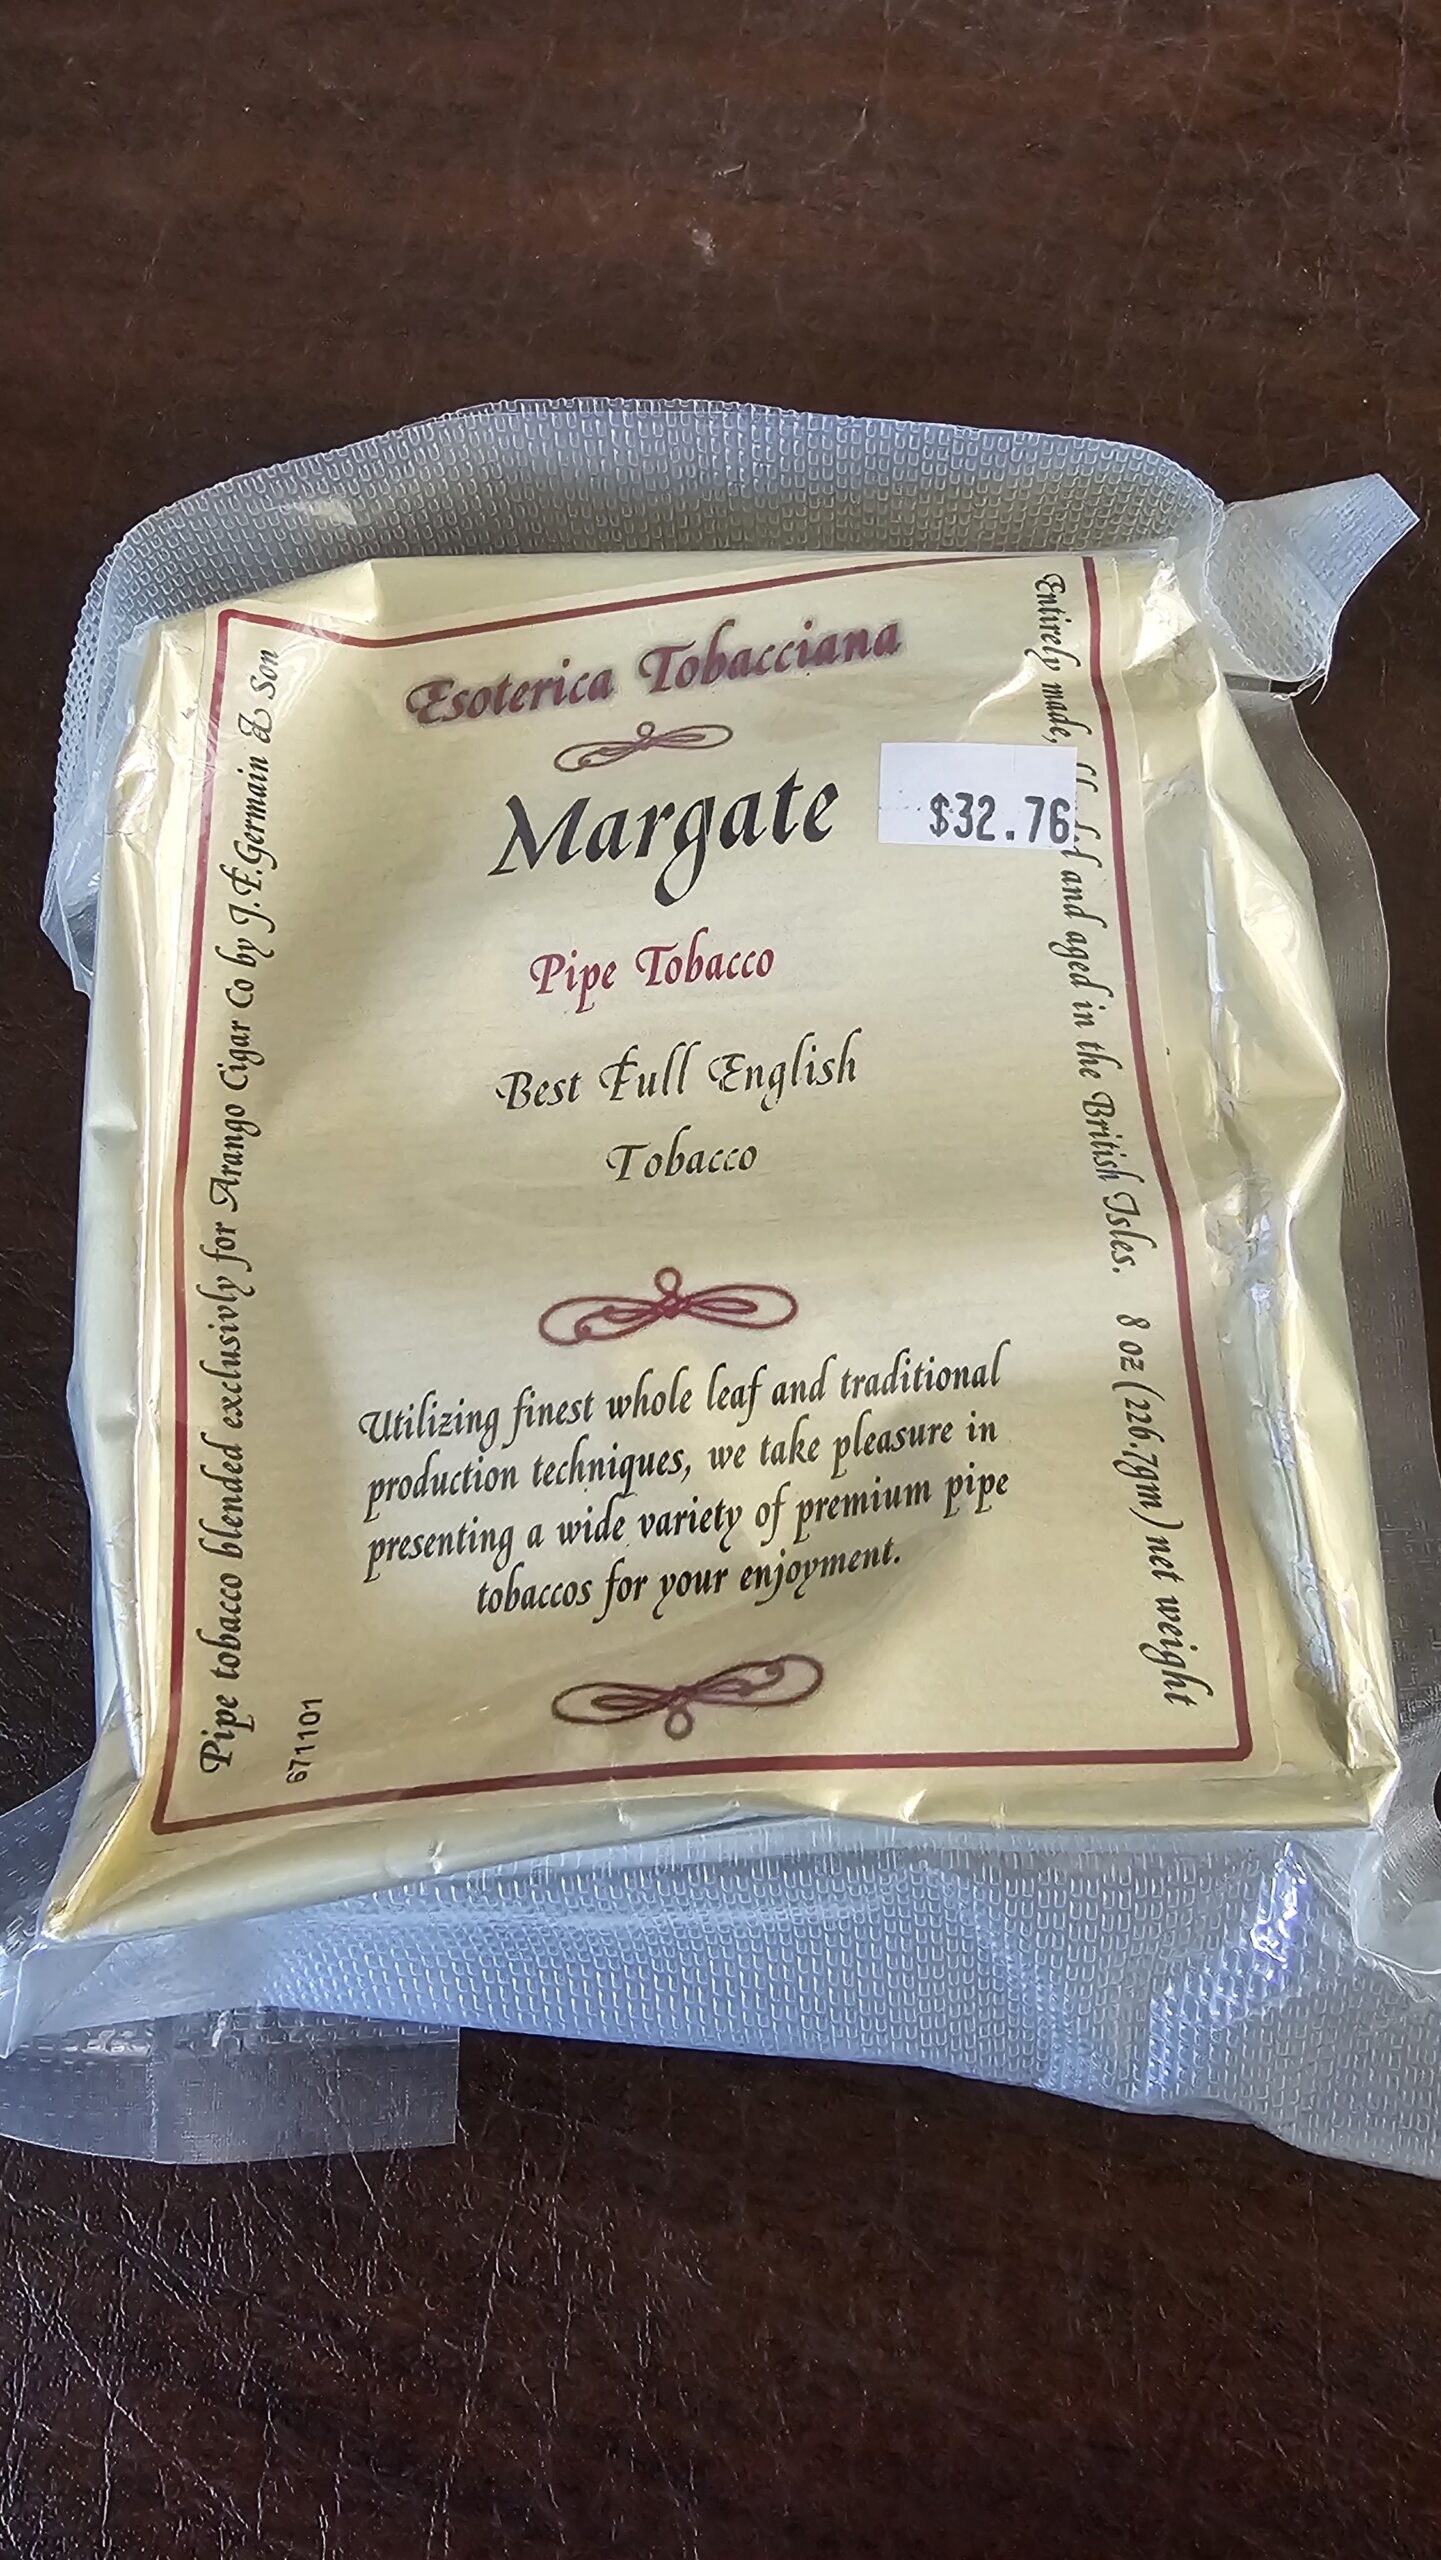 Esoterica Tobacciana
Margate
$32.76
Pipe Tobacco
Best Full English
Tobacco
Utilizing finest whole leaf and traditional
production techniques, we take pleasure in
presenting a wide variety of premium pipe
tobaccos for your enjoyment.
Pipe tobacco blended exclusivly for Arango Cigar Co by J.F.Germain & Son
671101
Entirely made, and aged in the British Isles. 8 oz (226.7gm) net weight